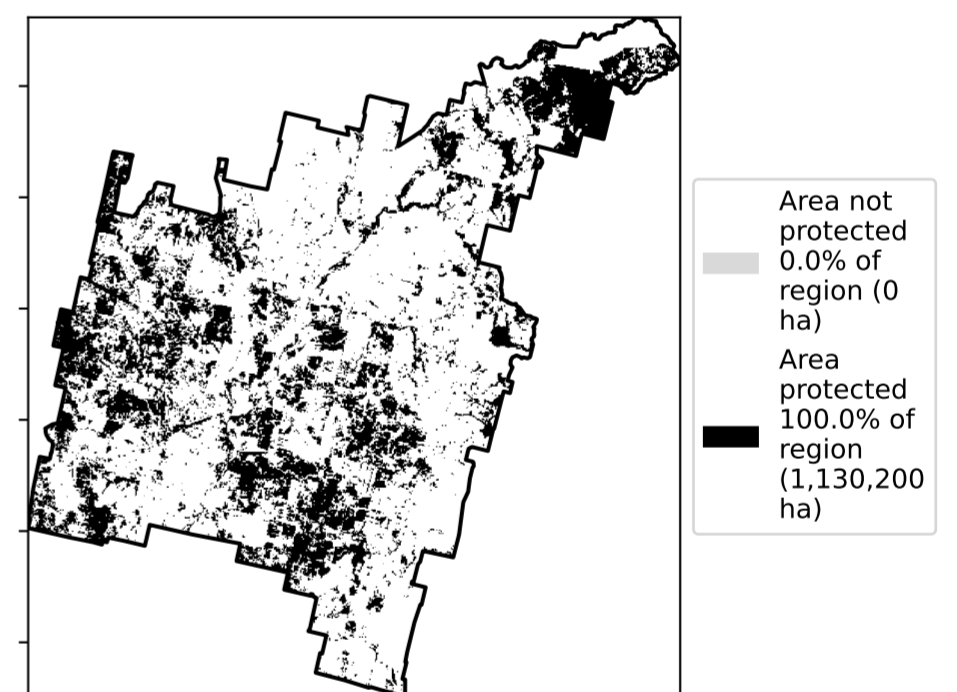 Area not
protected
0.0% of
region (0
ha)
Area
protected
100.0% of
region
(1,130,200
ha)